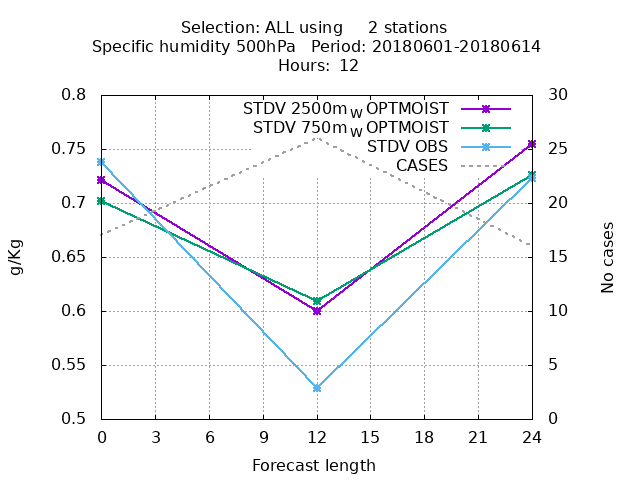 Selection: ALL using     2 stations
Specific humidity 500hPa   Period: 20180601-20180614
Hours:  12
STDV 2500m_W OPTMOIST
STDV 750m_W OPTMOIST
STDV OBS
CASES
0.8
0.75
0.7
0.65
0.6
0.55
0.5
g/Kg
30
25
20
15
10
5
0
No cases
0 3 6 9 12 15 18 21 24
Forecast length